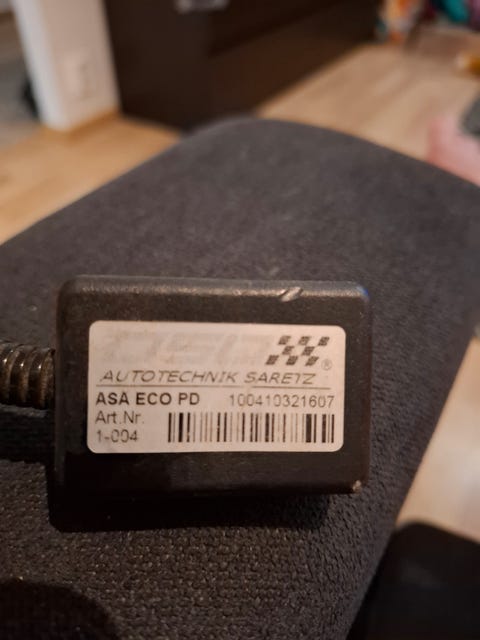 ®
AUTOTECHNIK SARETZ
ASA ECO PD 100410321607
Art.Nr.
1-004